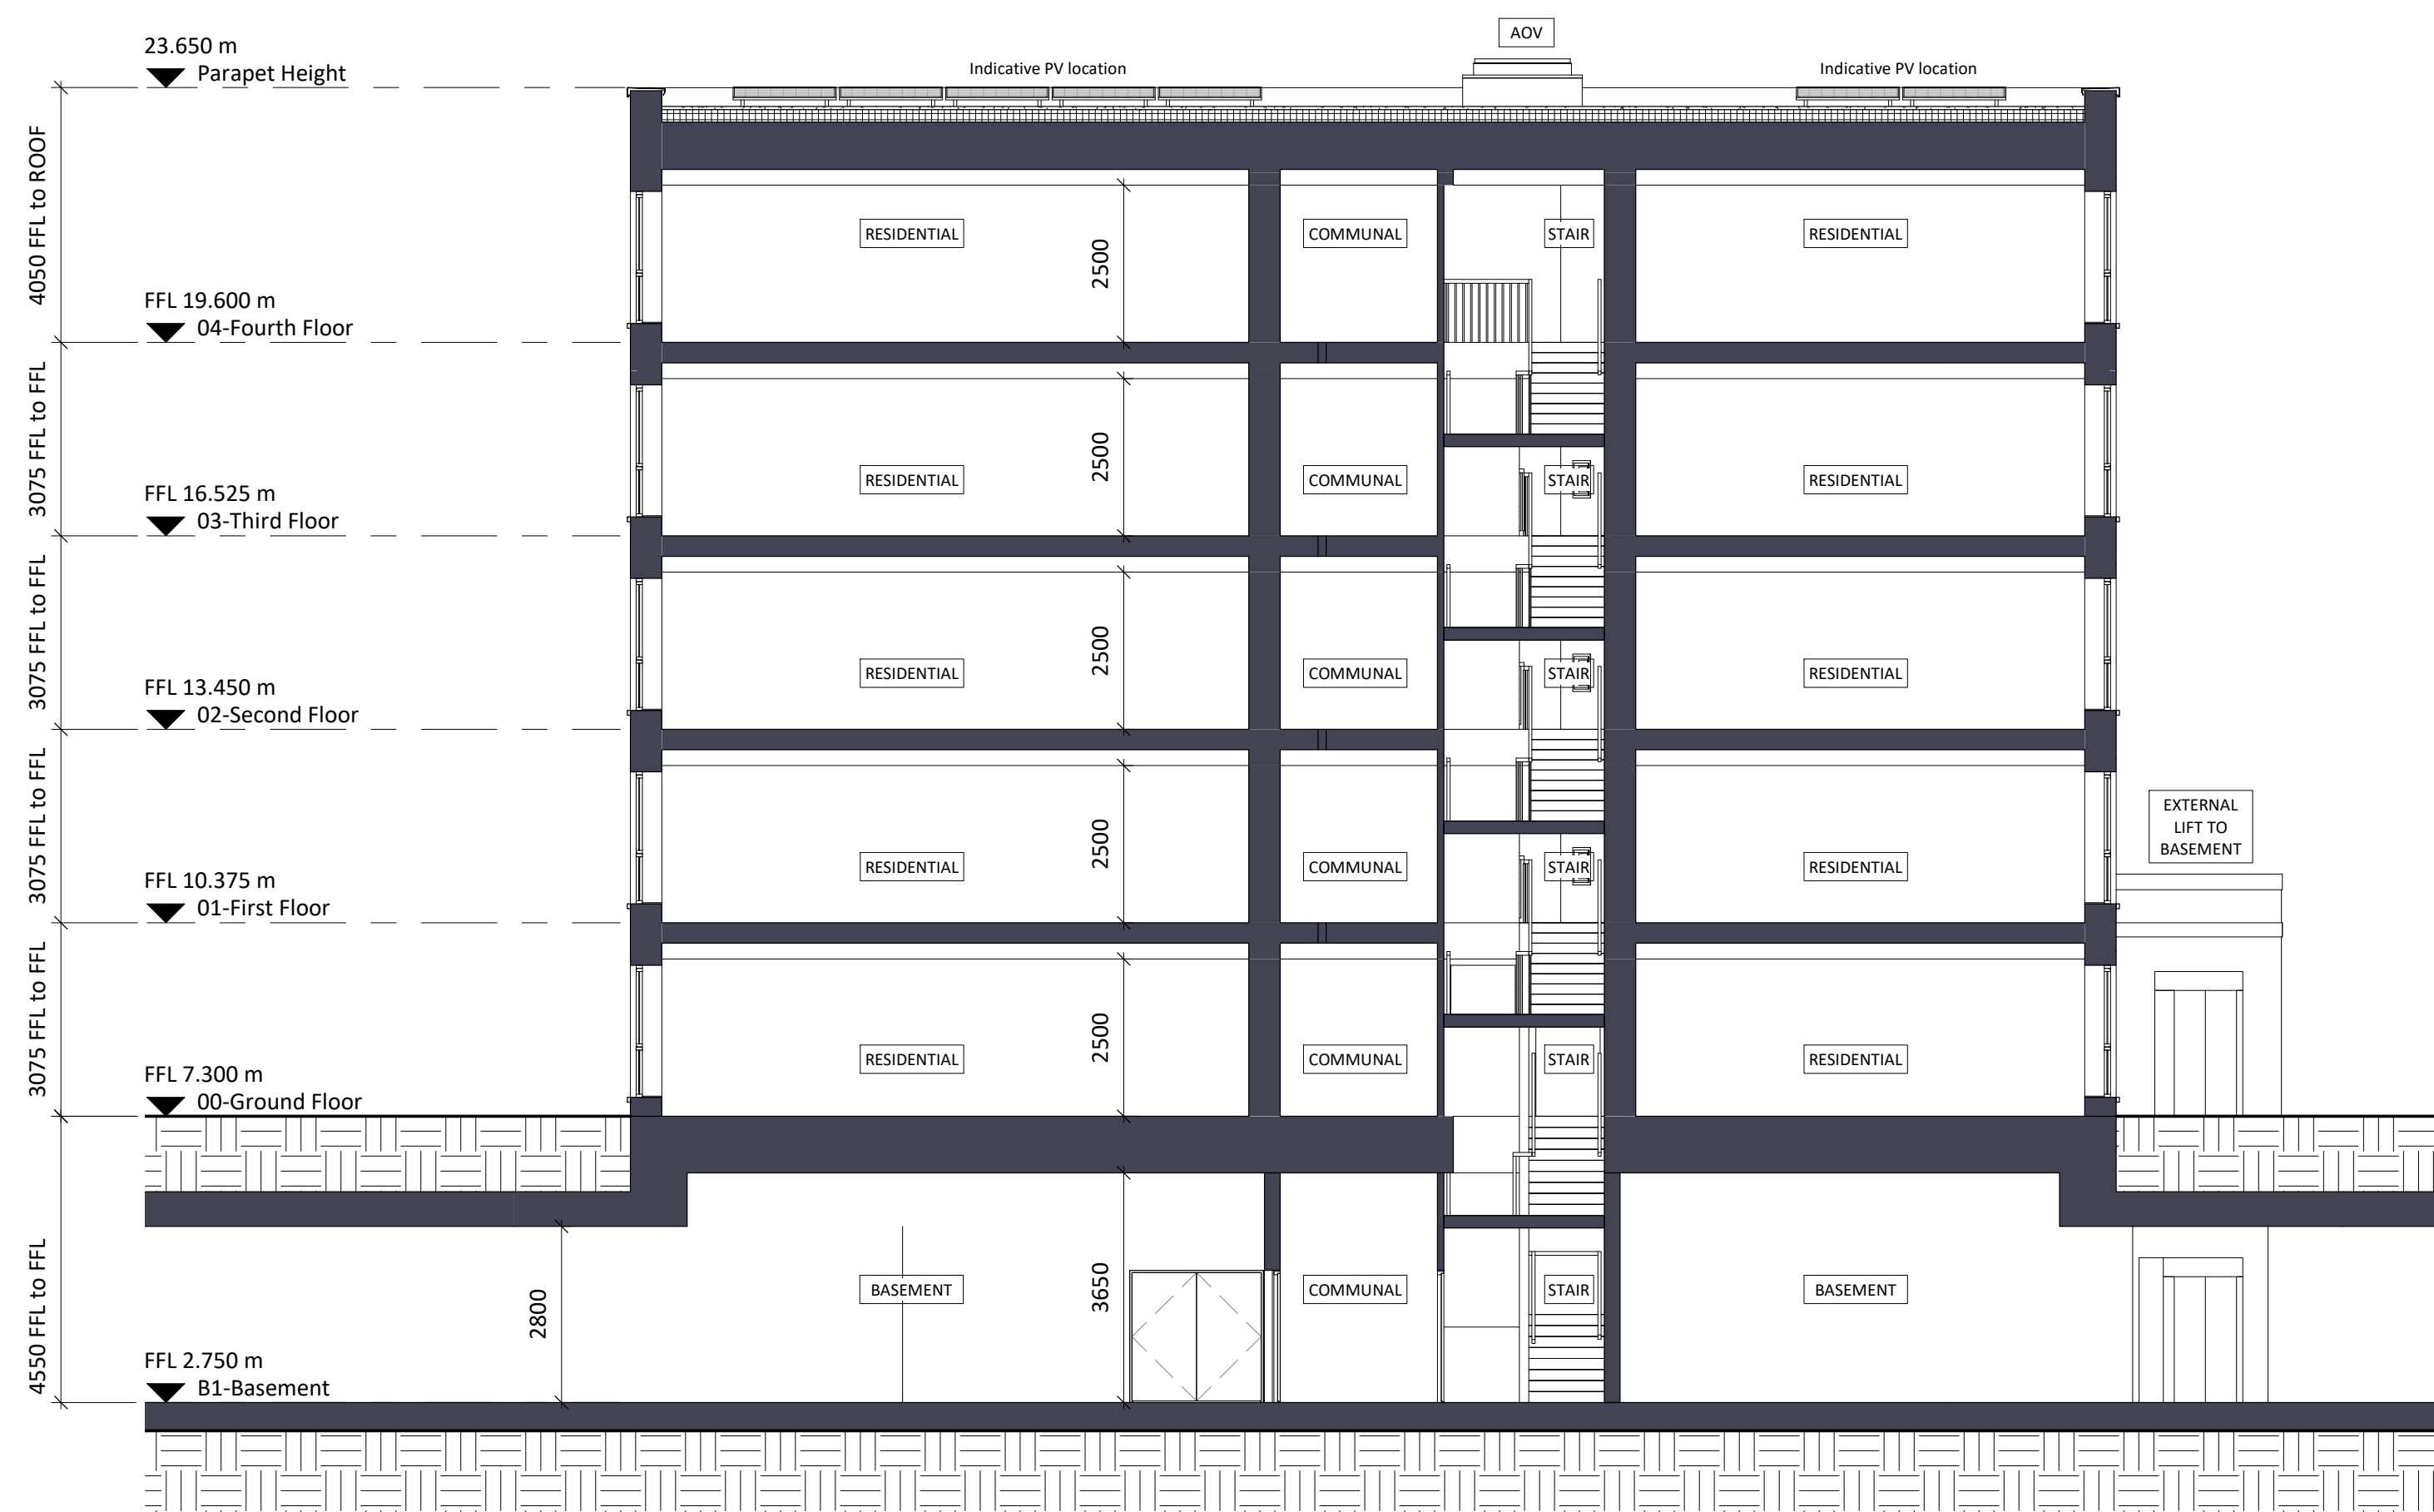 AOV
23.650 m
Parapet Height
Indicative PV location
Indicative PV location
4050 FFL to ROOF
RESIDENTIAL
2500
COMMUNAL
STAIR
RESIDENTIAL
FFL 19.600 m
04-Fourth Floor
3075 FFL to FFL
2500
RESIDENTIAL
COMMUNAL
STAIR
RESIDENTIAL
FFL 16.525 m
03-Third Floor
3075 FFL to FFL
2500
RESIDENTIAL
COMMUNAL
STAIR
RESIDENTIAL
FFL 13.450 m
02-Second Floor
3075 FFL to FFL
2500
RESIDENTIAL
COMMUNAL
STAIR
RESIDENTIAL
EXTERNAL
LIFT TO
BASEMENT
FFL 10.375 m
01-First Floor
3075 FFL to FFL
2500
RESIDENTIAL
COMMUNAL
STAIR
RESIDENTIAL
FFL 7.300 m
00-Ground Floor
4550 FFL to FFL
2800
BASEMENT
3650
COMMUNAL
STAIR
BASEMENT
FFL 2.750 m
B1-Basement